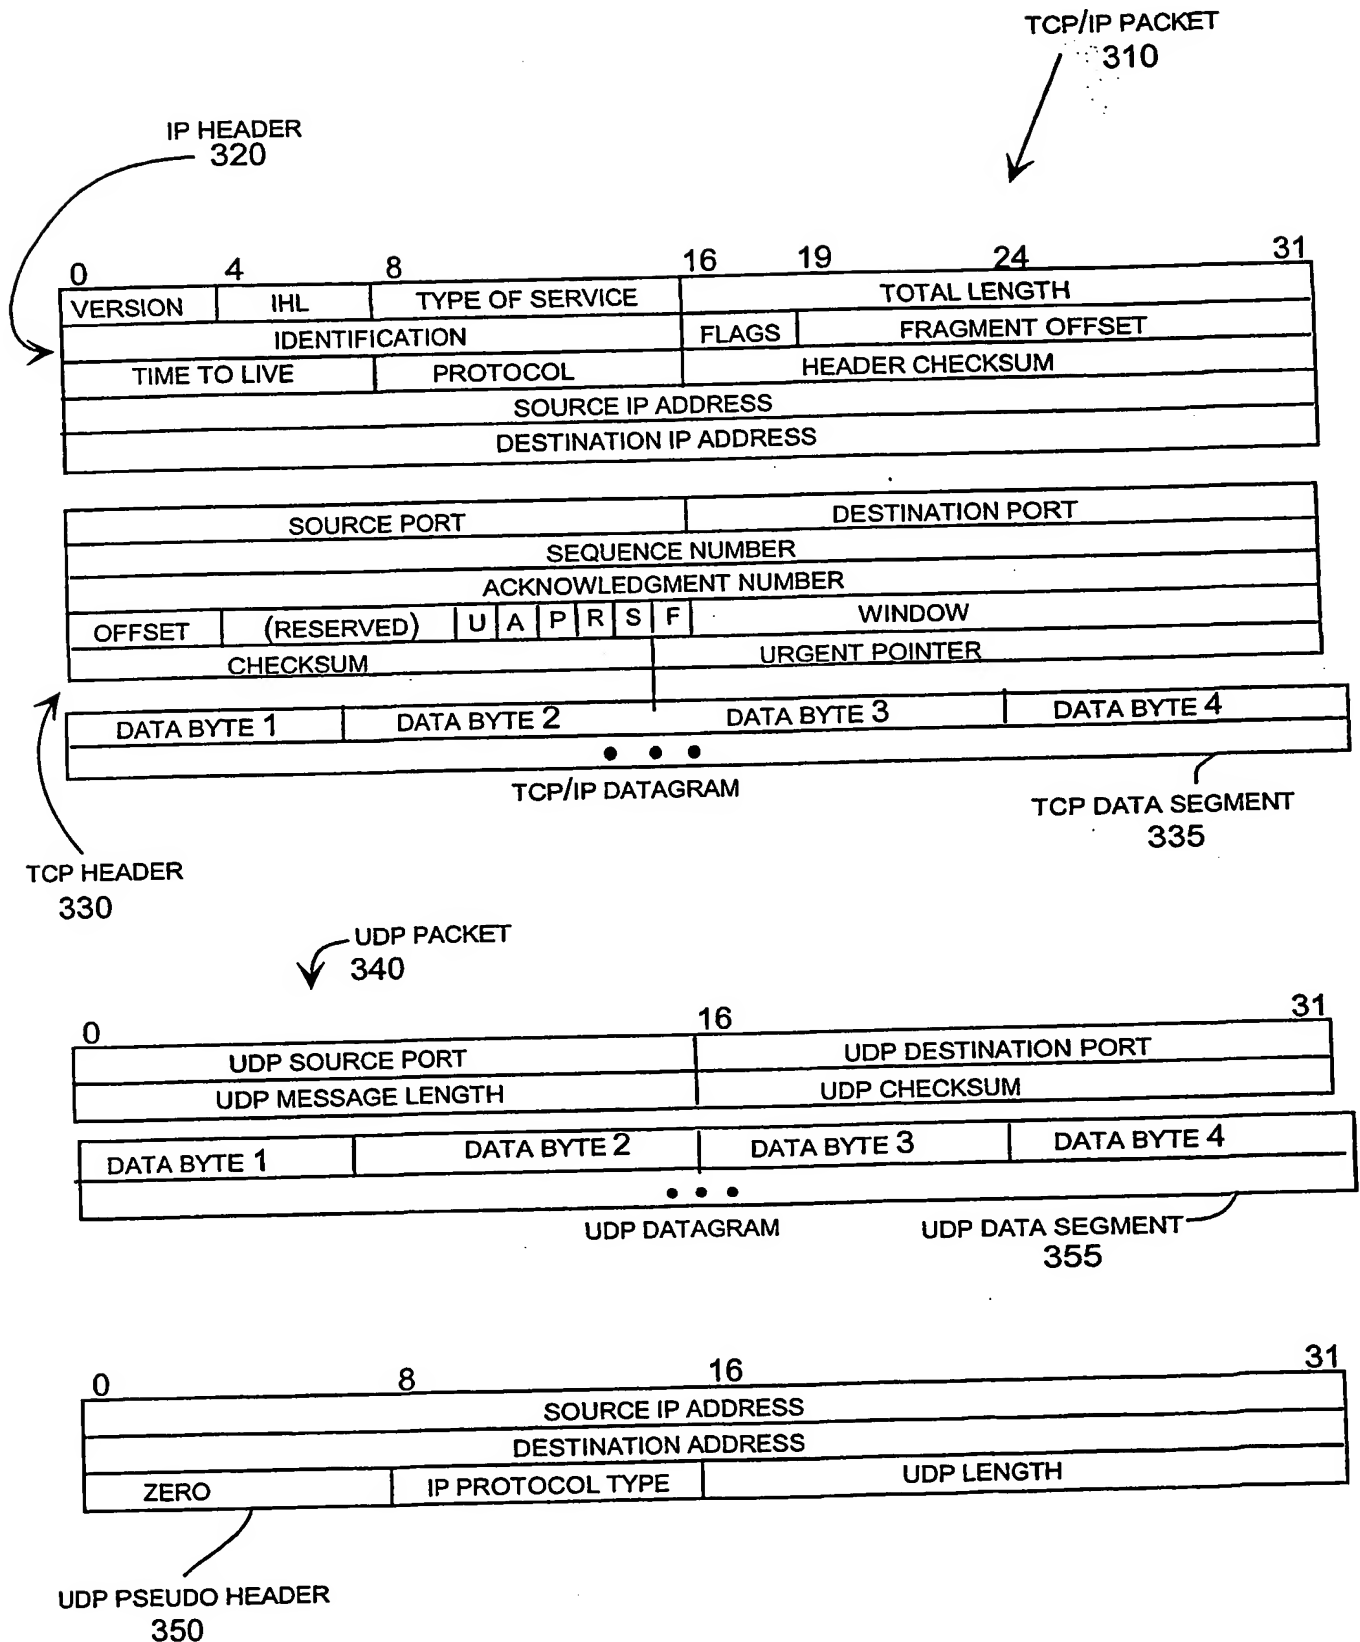 TCP/IP PACKET
310
IP HEADER
320
0 4 8 16 19 24 31
VERSION IHL TYPE OF SERVICE TOTAL LENGTH
IDENTIFICATION FLAGS FRAGMENT OFFSET
TIME TO LIVE PROTOCOL HEADER CHECKSUM
SOURCE IP ADDRESS
DESTINATION IP ADDRESS
SOURCE PORT DESTINATION PORT
SEQUENCE NUMBER
ACKNOWLEDGMENT NUMBER
OFFSET (RESERVED) U A P R S F WINDOW
CHECKSUM URGENT POINTER
DATA BYTE 1 DATA BYTE 2 DATA BYTE 3 DATA BYTE 4
• • •
TCP/IP DATAGRAM
TCP DATA SEGMENT
335
TCP HEADER
330
UDP PACKET
340
0 16 31
UDP SOURCE PORT UDP DESTINATION PORT
UDP MESSAGE LENGTH UDP CHECKSUM
DATA BYTE 1 DATA BYTE 2 DATA BYTE 3 DATA BYTE 4
• • •
UDP DATAGRAM
UDP DATA SEGMENT
355
0 8 16 31
SOURCE IP ADDRESS
DESTINATION ADDRESS
ZERO IP PROTOCOL TYPE UDP LENGTH
UDP PSEUDO HEADER
350